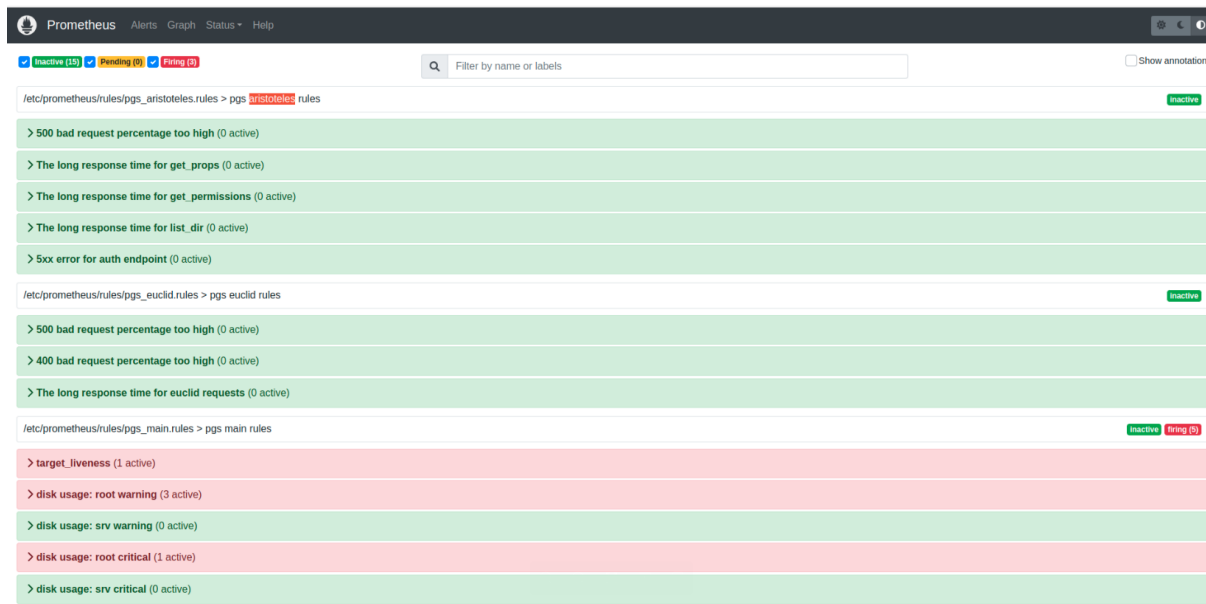 Prometheus Alerts Graph Status Help
Inactive (15) Pending (0) Firing (3) Filter by name or labels Show annotation
/etc/prometheus/rules/pgs_aristoteles.rules > pgs aristoteles rules inactive
500 bad request percentage too high (0 active)
The long response time for get_props (0 active)
The long response time for get_permissions (0 active)
The long response time for list_dir (0 active)
5xx error for auth endpoint (0 active)
/etc/prometheus/rules/pgs_euclid.rules > pgs euclid rules inactive
500 bad request percentage too high (0 active)
400 bad request percentage too high (0 active)
The long response time for euclid requests (0 active)
/etc/prometheus/rules/pgs_main.rules > pgs main rules inactive firing (5)
target_liveness (1 active)
disk usage: root warning (3 active)
disk usage: srv warning (0 active)
disk usage: root critical (1 active)
disk usage: srv critical (0 active)